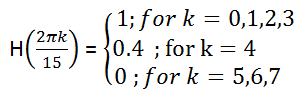 1; for k = 0,1,2,3
H(2πk/15) = { 0.4 ; for k = 4
0 ; for k = 5,6,7